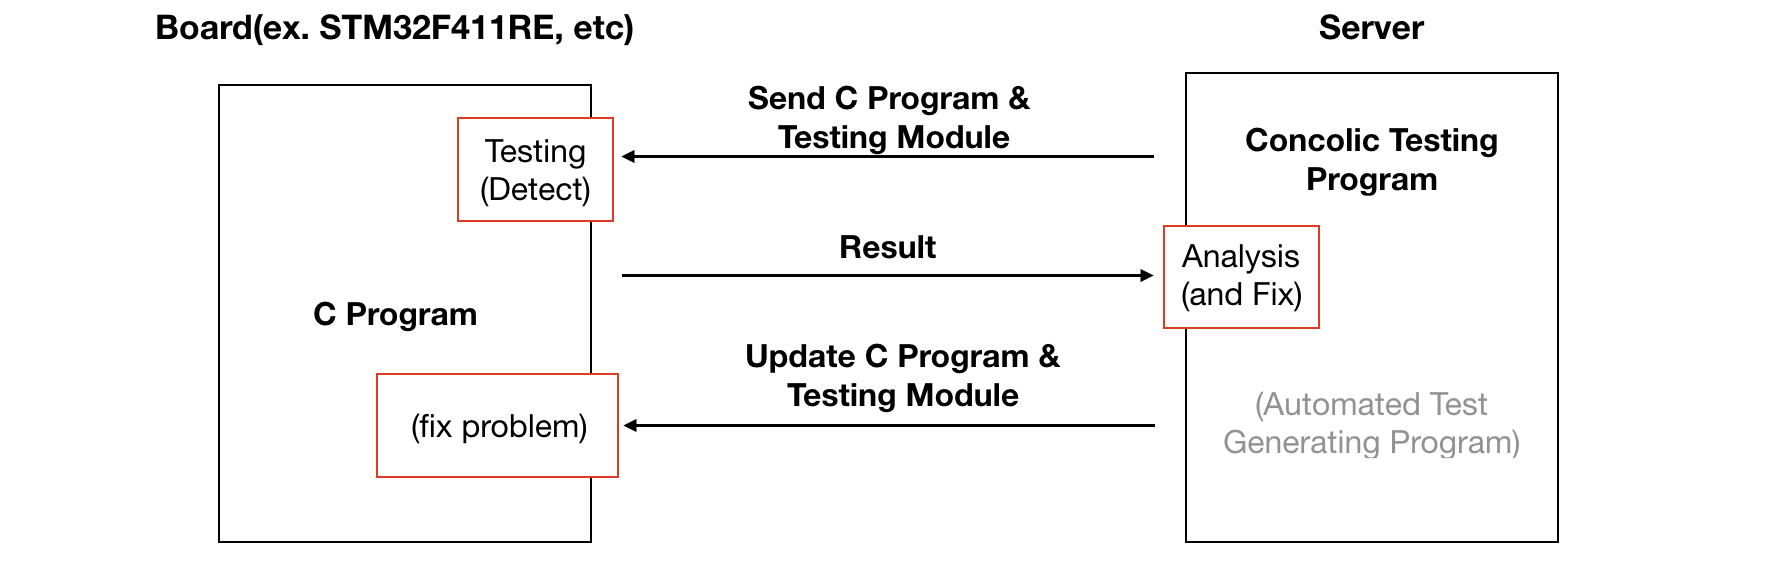 Board(ex. STM32F411RE, etc)
Server
Send C Program &
Testing Module
Testing
(Detect)
Concolic Testing
Program
Result
Analysis
(and Fix)
C Program
Update C Program &
Testing Module
(fix problem)
(Automated Test
Generating Program)